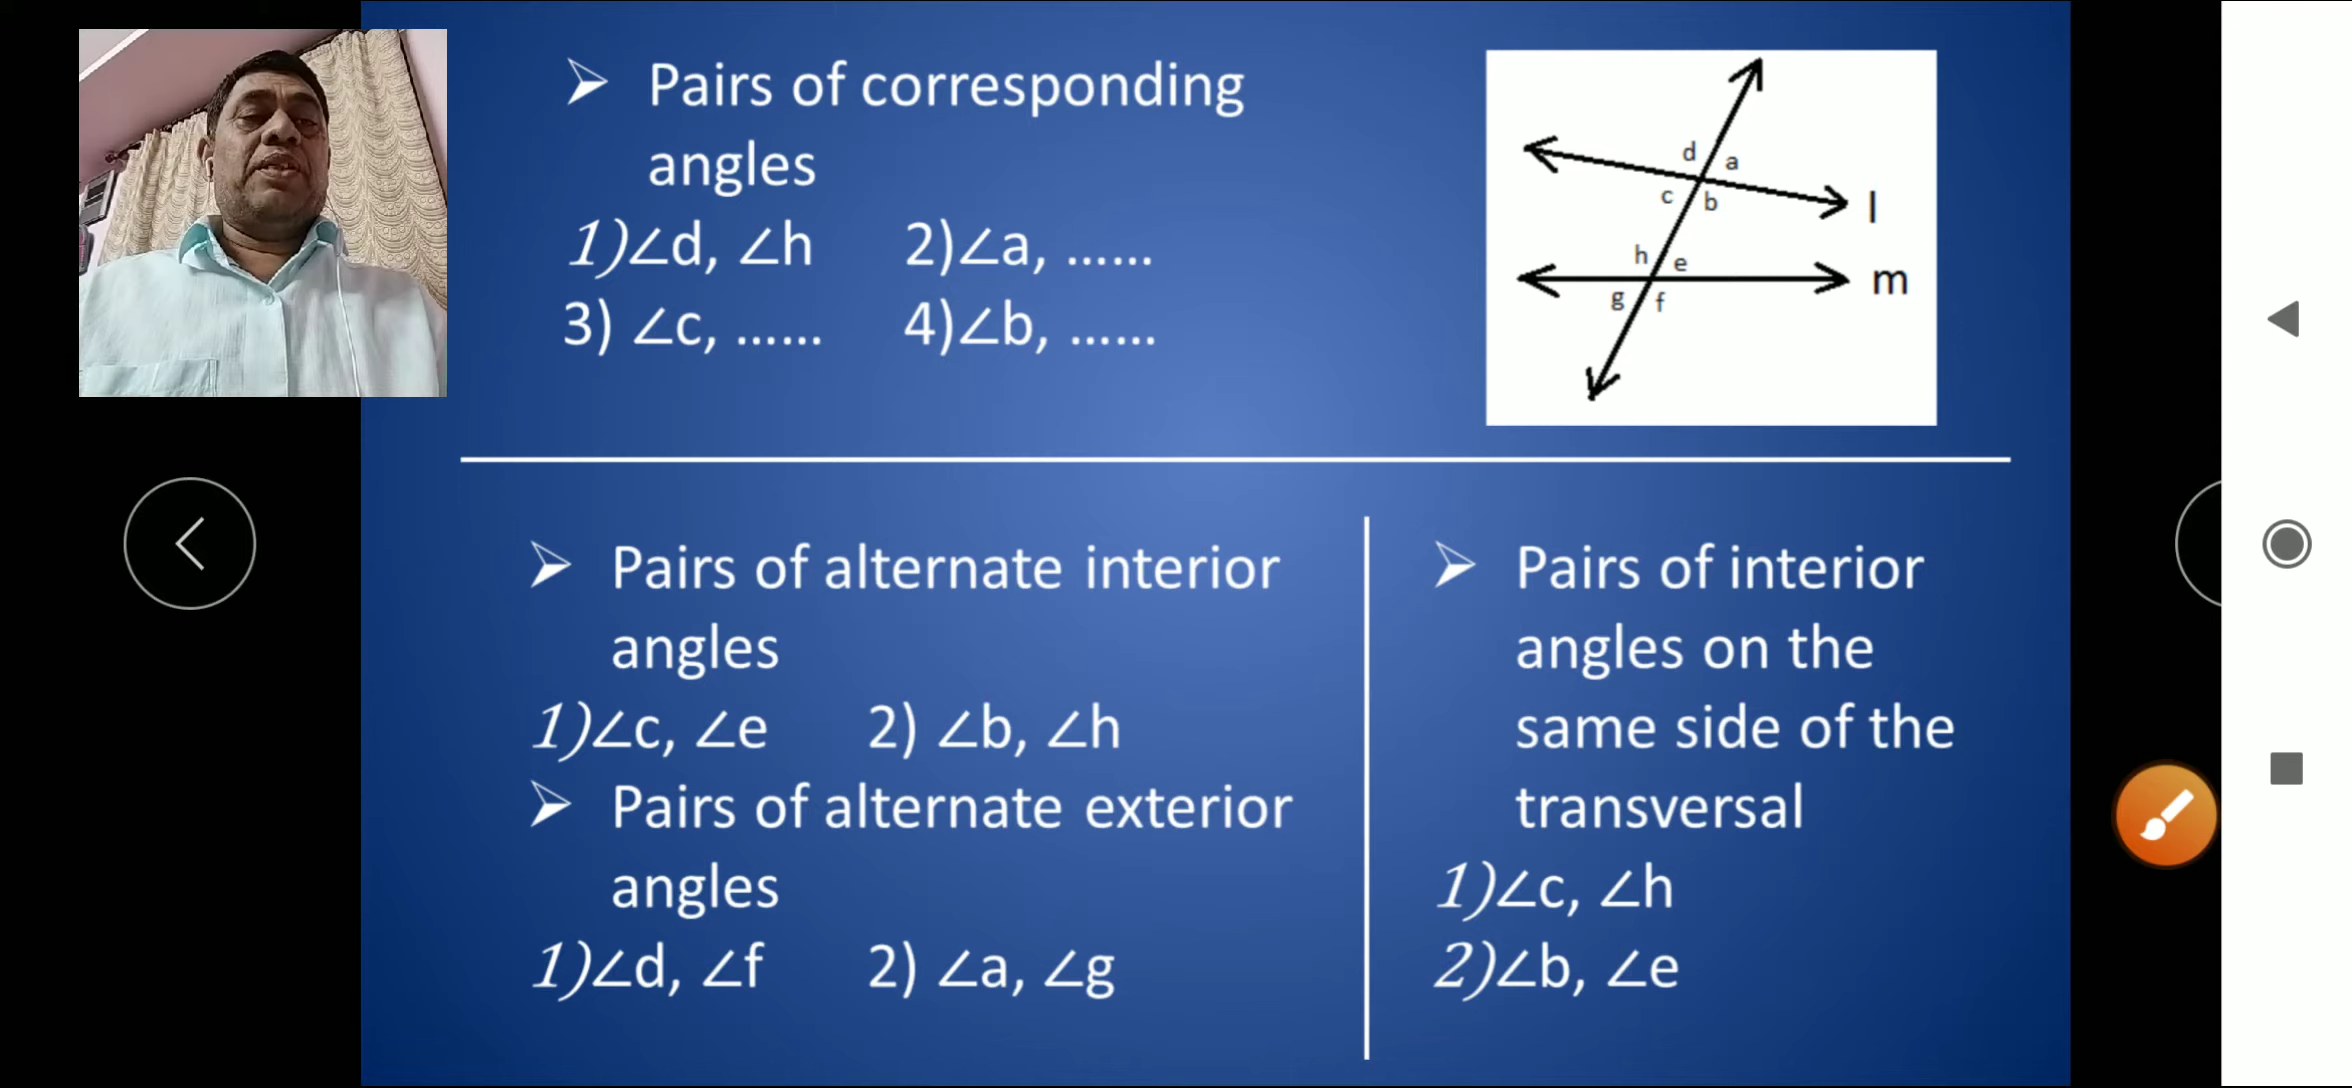 ➢ Pairs of corresponding
angles
1)∠d, ∠h 2)∠a, ......
3) ∠c, ...... 4)∠b, ......
d a
c b
l
h e
m
g f
➢ Pairs of alternate interior
angles
1)∠c, ∠e 2) ∠b, ∠h
➢ Pairs of alternate exterior
angles
1)∠d, ∠f 2) ∠a, ∠g
➢ Pairs of interior
angles on the
same side of the
transversal
1)∠c, ∠h
2)∠b, ∠e